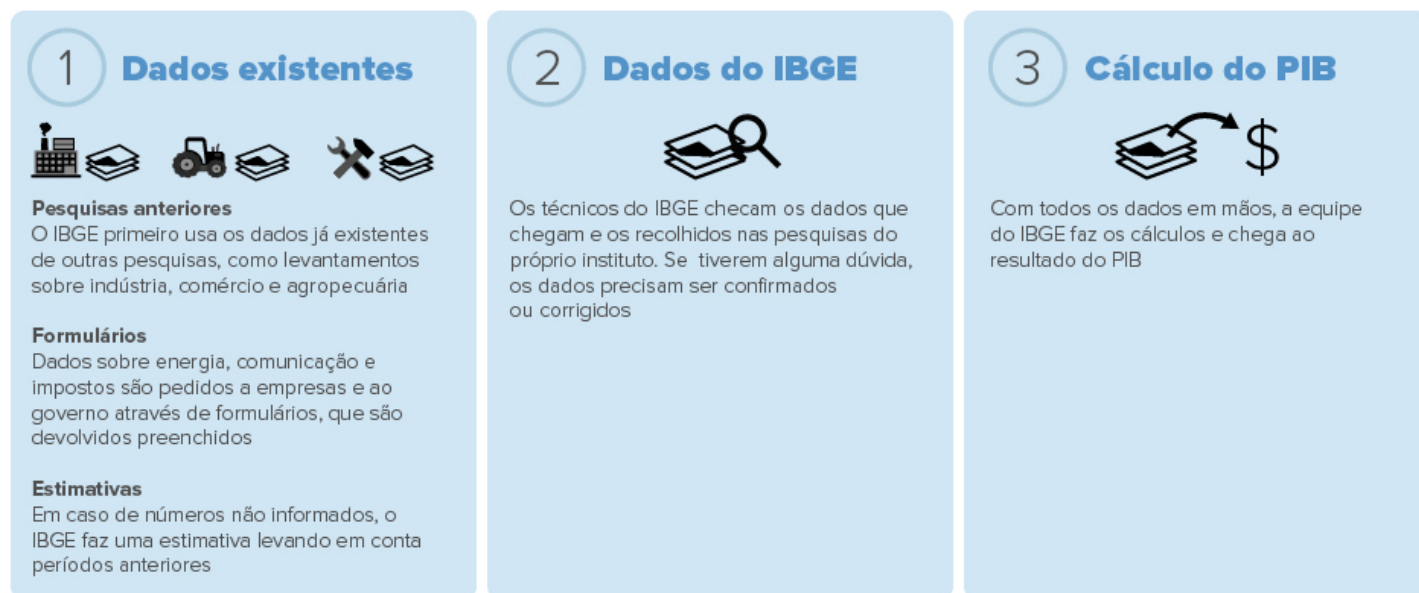 1 Dados existentes
Pesquisas anteriores
O IBGE primeiro usa os dados já existentes
de outras pesquisas, como levantamentos
sobre indústria, comércio e agropecuária
Formulários
Dados sobre energia, comunicação e
impostos são pedidos a empresas e ao
governo através de formulários, que são
devolvidos preenchidos
Estimativas
Em caso de números não informados, o
IBGE faz uma estimativa levando em conta
períodos anteriores
2 Dados do IBGE
Os técnicos do IBGE checam os dados que
chegam e os recolhidos nas pesquisas do
próprio instituto. Se tiverem alguma dúvida,
os dados precisam ser confirmados
ou corrigidos
3 Cálculo do PIB
$
Com todos os dados em mãos, a equipe
do IBGE faz os cálculos e chega ao
resultado do PIB